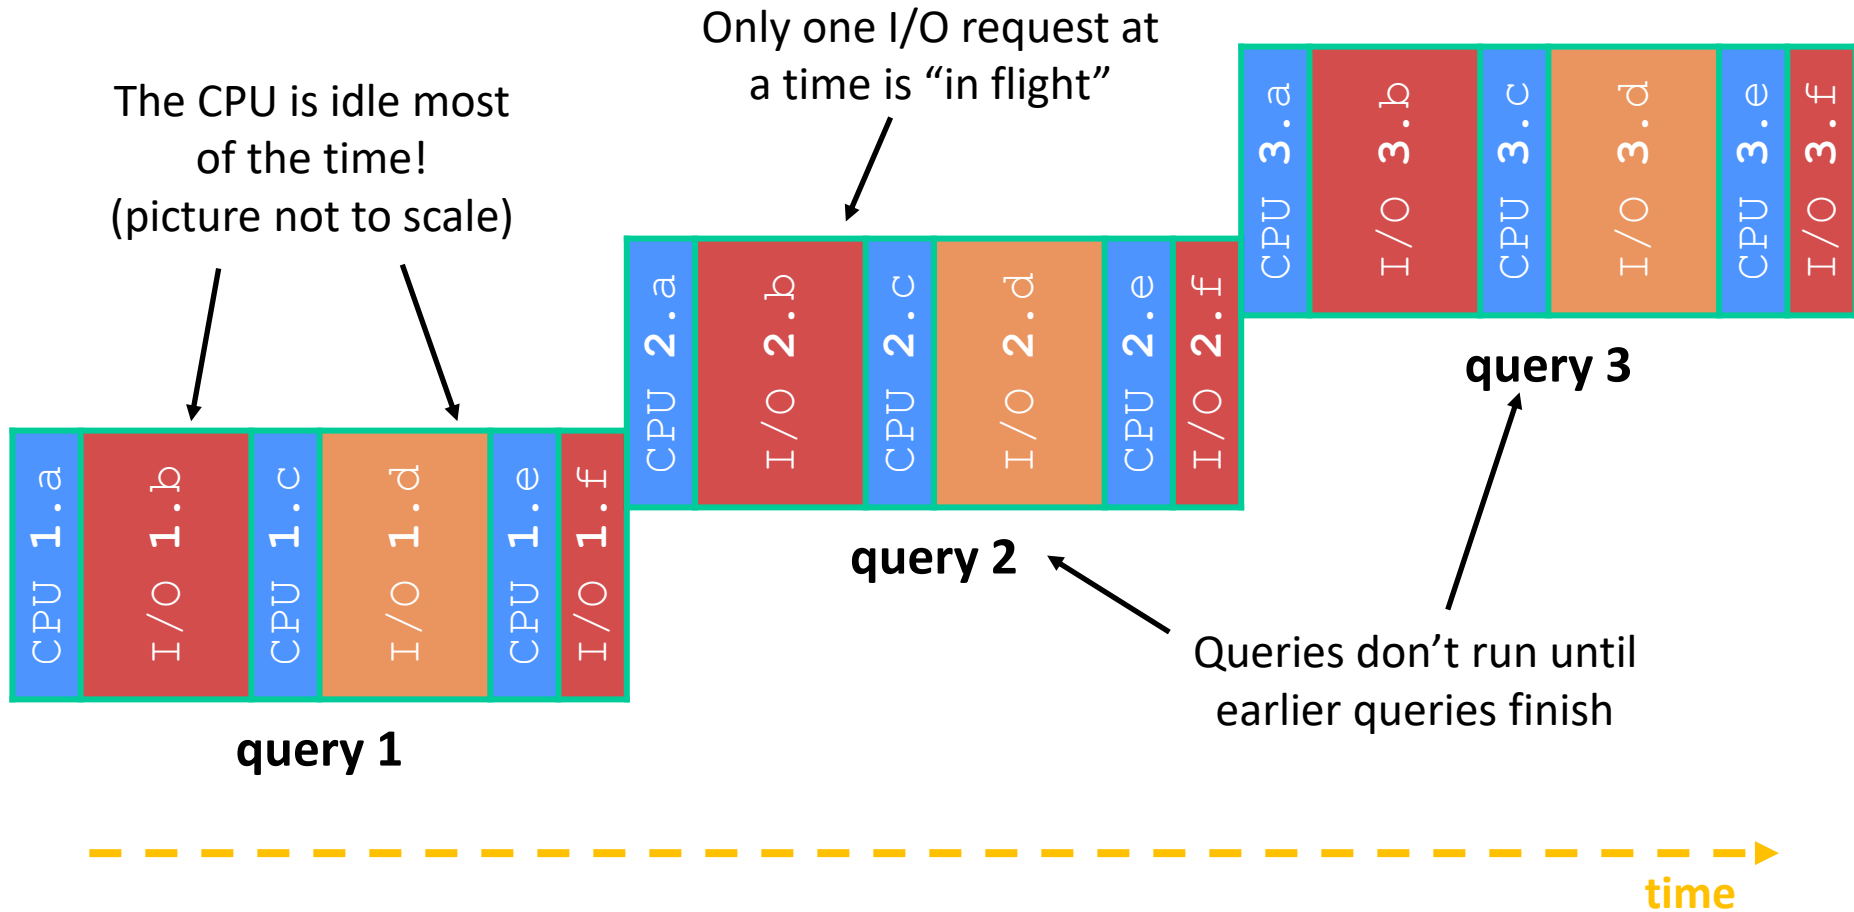 Only one I/O request at
a time is “in flight”
The CPU is idle most
of the time!
(picture not to scale)
CPU 1.a
I/O 1.b
CPU 1.c
I/O 1.d
CPU 1.e
I/O 1.f
query 1
CPU 2.a
I/O 2.b
CPU 2.c
I/O 2.d
CPU 2.e
I/O 2.f
query 2
CPU 3.a
I/O 3.b
CPU 3.c
I/O 3.d
CPU 3.e
I/O 3.f
query 3
Queries don’t run until
earlier queries finish
time